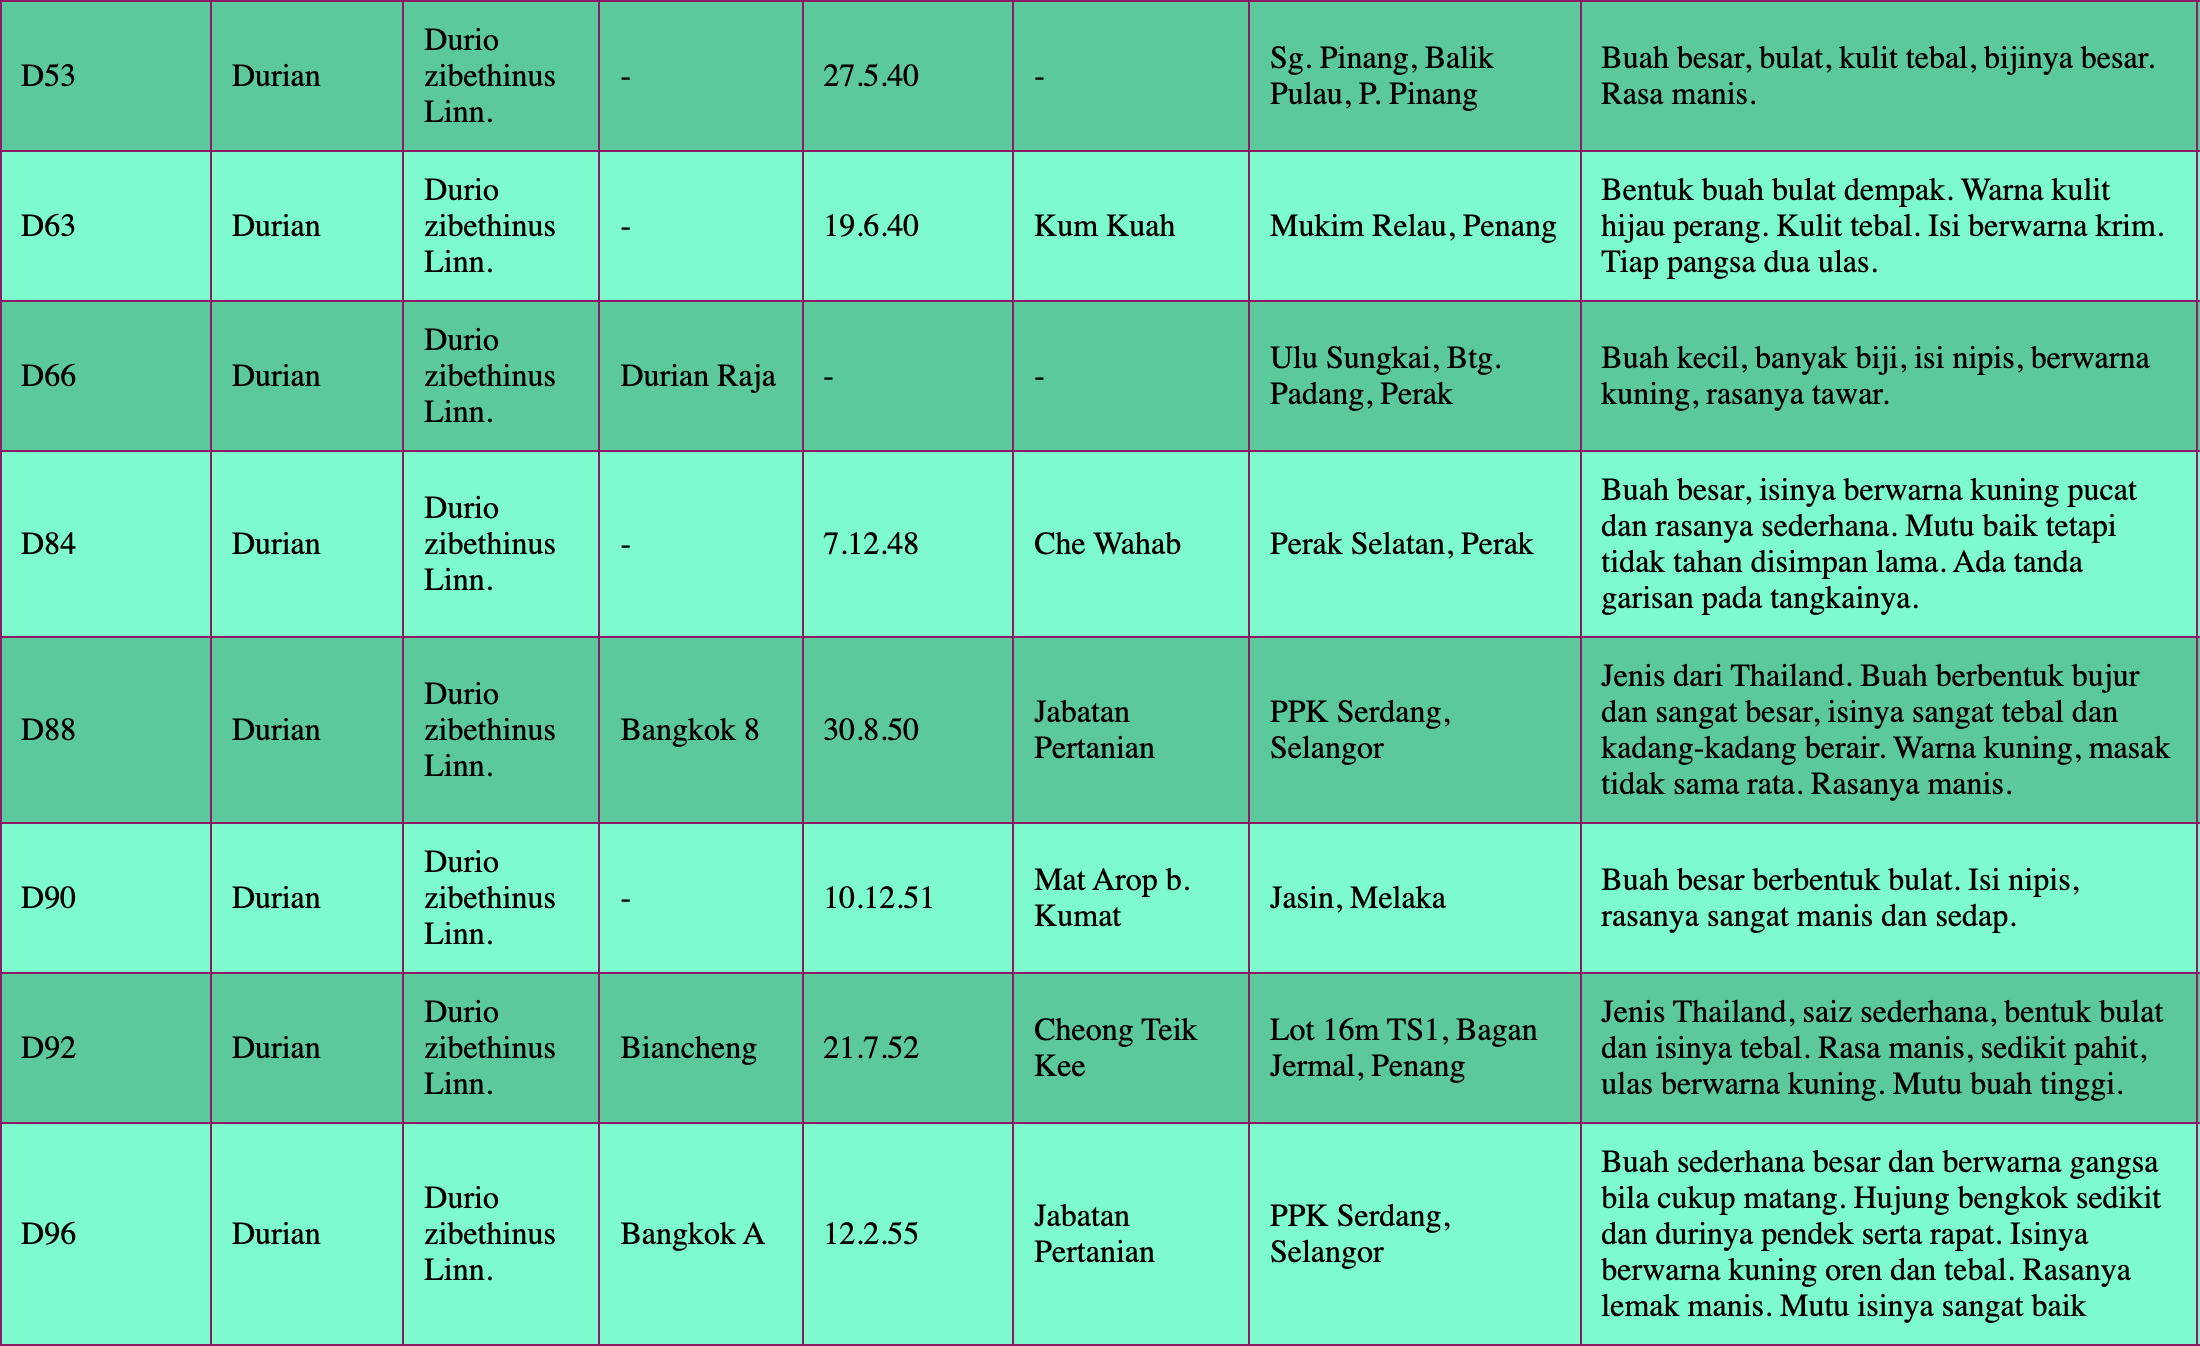 D53
Durian
Durio
zibethinus
Linn.
-
27.5.40
-
Sg. Pinang, Balik
Pulau, P. Pinang
Buah besar, bulat, kulit tebal, bijinya besar.
Rasa manis.
D63
Durian
Durio
zibethinus
Linn.
-
19.6.40
Kum Kuah
Mukim Relau, Penang
Bentuk buah bulat dempak. Warna kulit
hijau perang. Kulit tebal. Isi berwarna krim.
Tiap pangsa dua ulas.
D66
Durian
Durio
zibethinus
Linn.
Durian Raja
-
-
Ulu Sungkai, Btg.
Padang, Perak
Buah kecil, banyak biji, isi nipis, berwarna
kuning, rasanya tawar.
D84
Durian
Durio
zibethinus
Linn.
-
7.12.48
Che Wahab
Perak Selatan, Perak
Buah besar, isinya berwarna kuning pucat
dan rasanya sederhana. Mutu baik tetapi
tidak tahan disimpan lama. Ada tanda
garisan pada tangkainya.
D88
Durian
Durio
zibethinus
Linn.
Bangkok 8
30.8.50
Jabatan
Pertanian
PPK Serdang,
Selangor
Jenis dari Thailand. Buah berbentuk bujur
dan sangat besar, isinya sangat tebal dan
kadang-kadang berair. Warna kuning, masak
tidak sama rata. Rasanya manis.
D90
Durian
Durio
zibethinus
Linn.
-
10.12.51
Mat Arop b.
Kumat
Jasin, Melaka
Buah besar berbentuk bulat. Isi nipis,
rasanya sangat manis dan sedap.
D92
Durian
Durio
zibethinus
Linn.
Biancheng
21.7.52
Cheong Teik
Kee
Lot 16m TS1, Bagan
Jermal, Penang
Jenis Thailand, saiz sederhana, bentuk bulat
dan isinya tebal. Rasa manis, sedikit pahit,
ulas berwarna kuning. Mutu buah tinggi.
D96
Durian
Durio
zibethinus
Linn.
Bangkok A
12.2.55
Jabatan
Pertanian
PPK Serdang,
Selangor
Buah sederhana besar dan berwarna gangsa
bila cukup matang. Hujung bengkok sedikit
dan durinya pendek serta rapat. Isinya
berwarna kuning oren dan tebal. Rasanya
lemak manis. Mutu isinya sangat baik